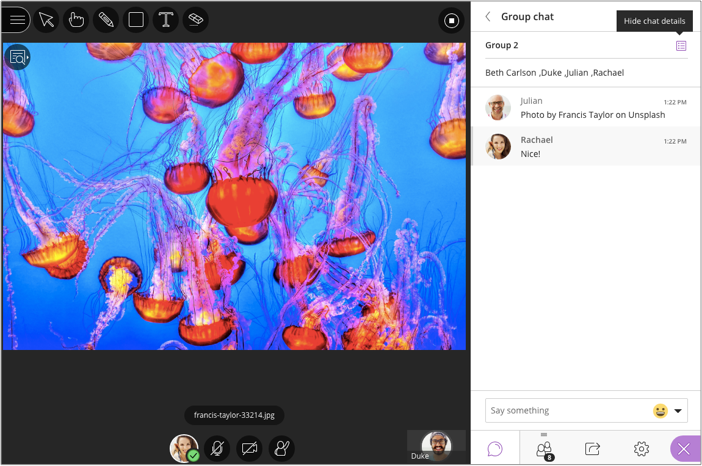 Group chat
Hide chat details
Group 2
Beth Carlson ,Duke ,Julian ,Rachael
Julian
1:22 PM
Photo by Francis Taylor on Unsplash
Rachael
1:22 PM
Nice!
T
francis-taylor-33214.jpg
Duke
Say something
8